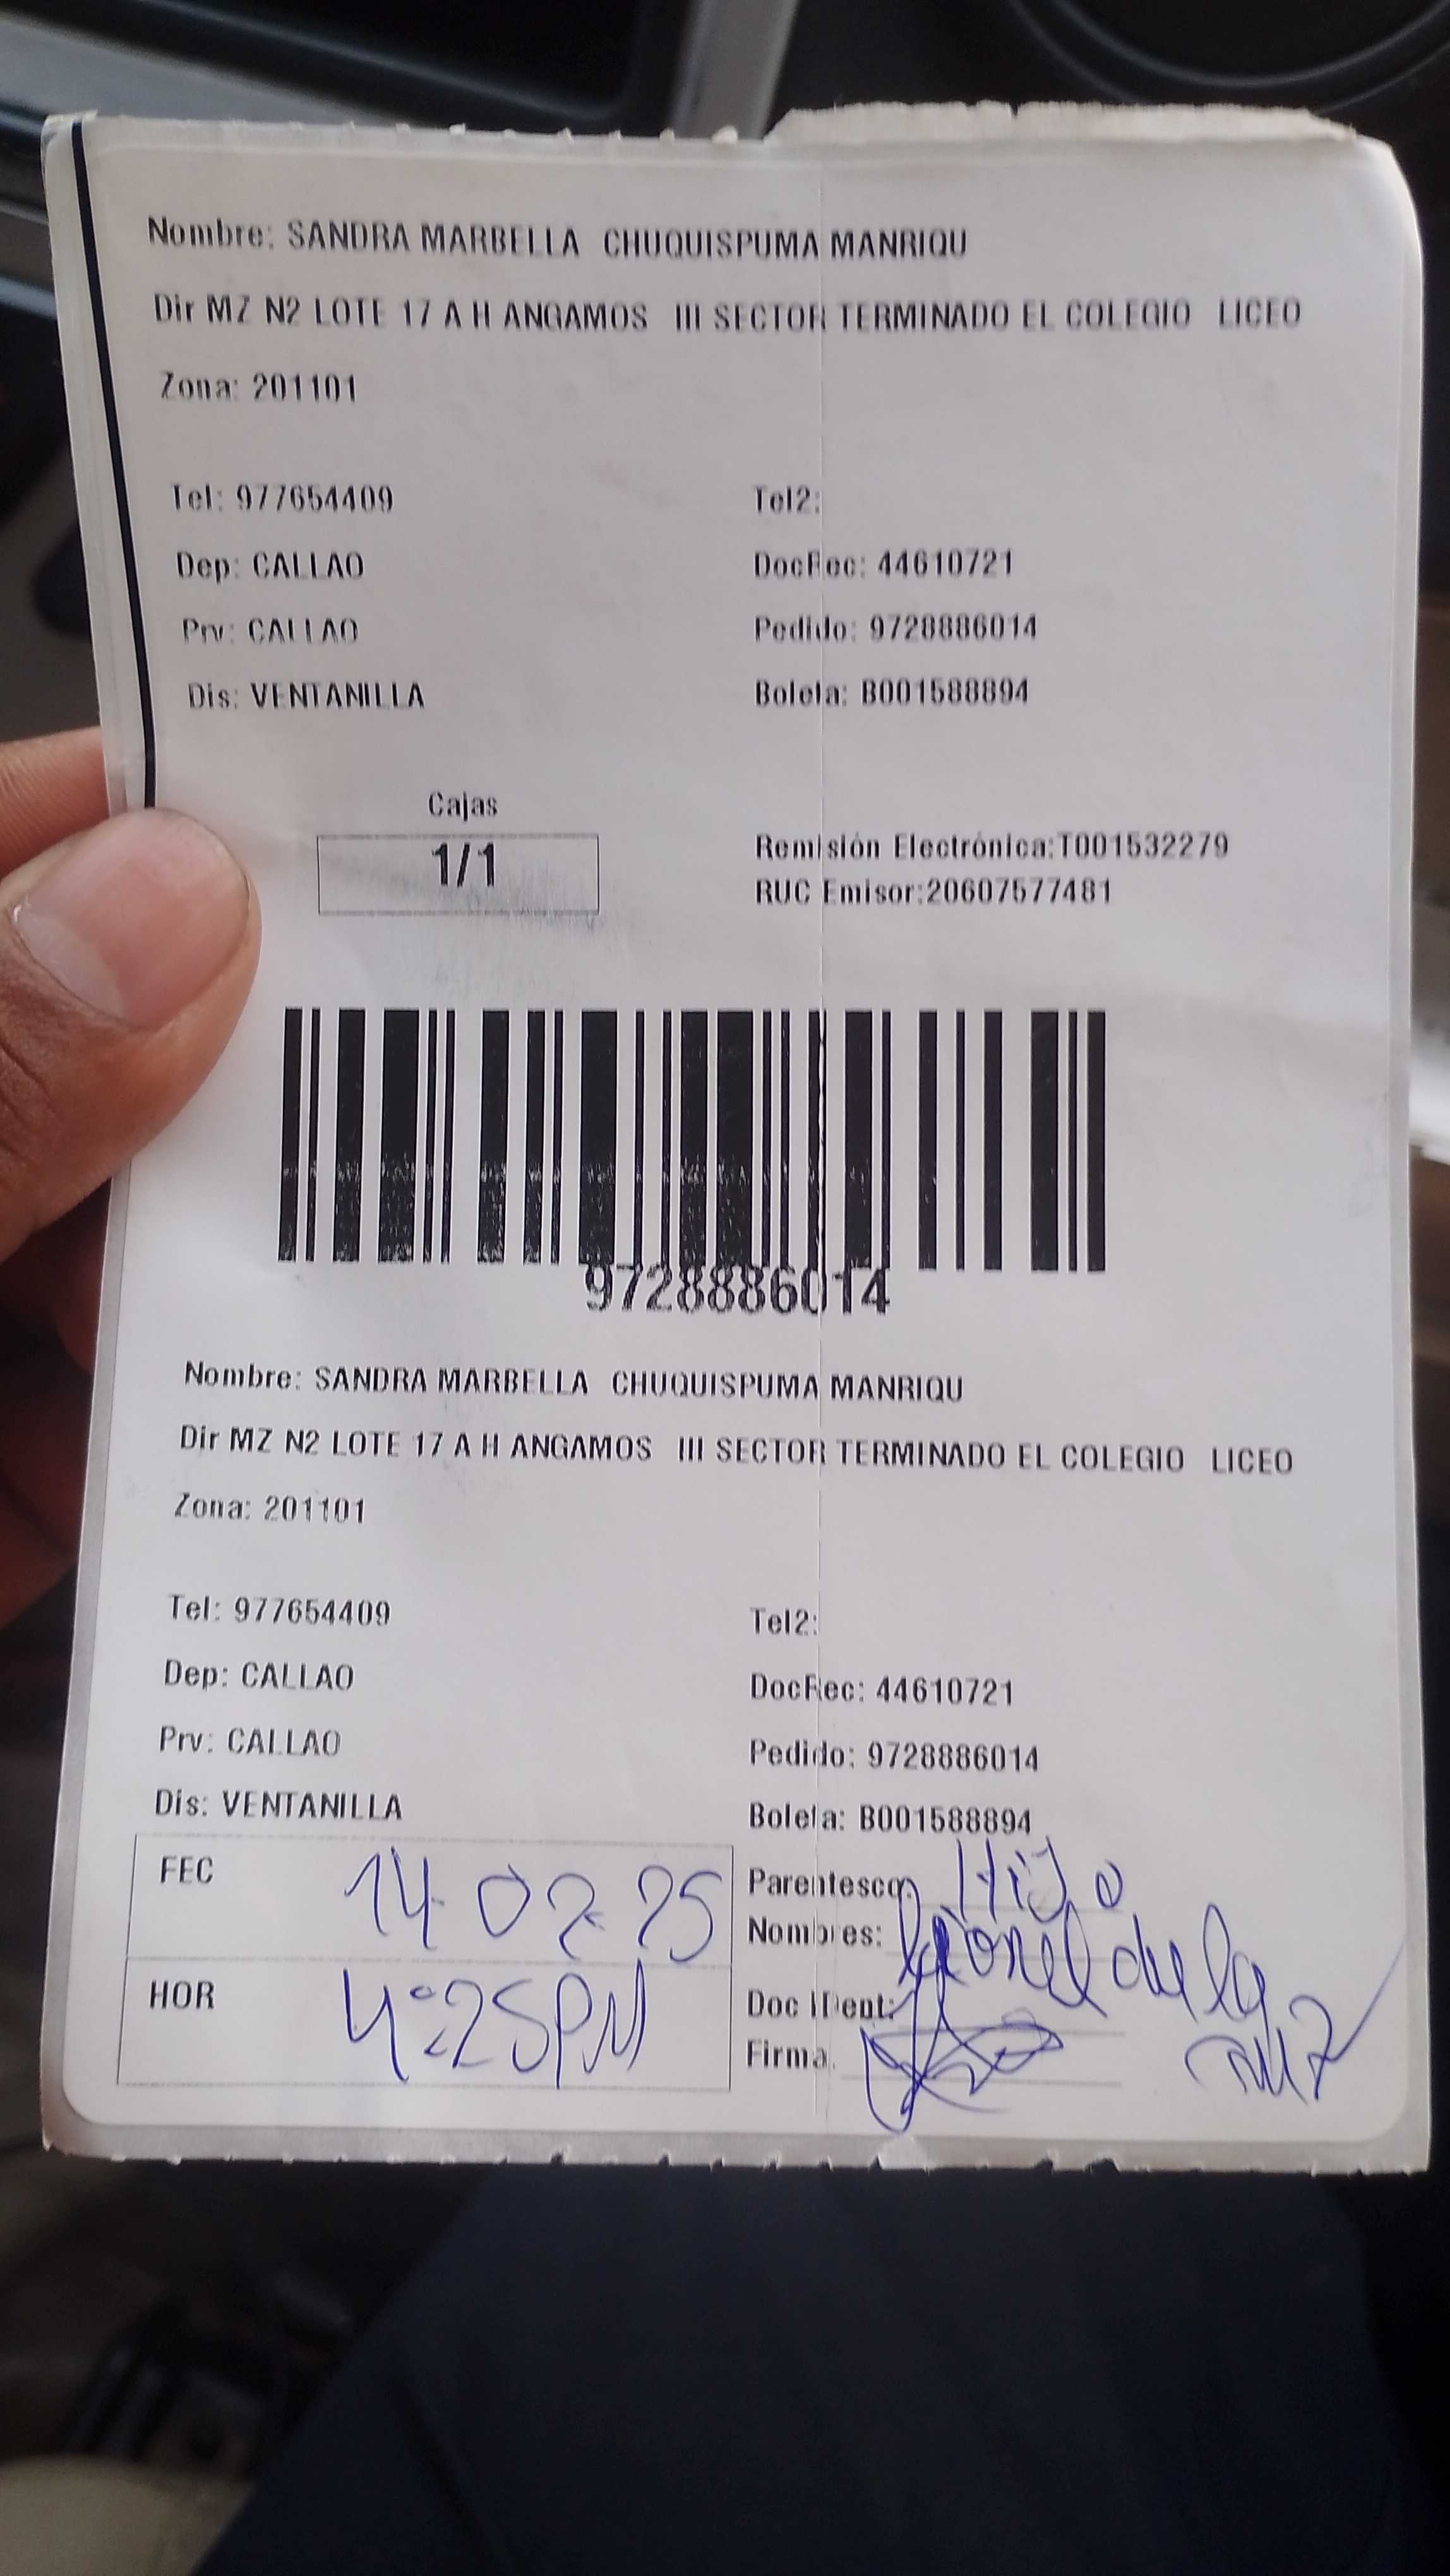 Nombre: SANDRA MARBELLA CHUQUISPUMA MANRIQU
Dir MZ N2 LOTE 17 A H ANGAMOS III SECTOR TERMINADO EL COLEGIO LICEO
Zona: 201101
Tel: 977654409 Tel2:
Dep: CALLAO DocRec: 44610721
Prv: CALLAO Pedido: 9728886014
Dis: VENTANILLA Boleta: B001588894
Cajas
1/1
Remisión Electrónica:T001532279
RUC Emisor:20607577481
9728886014
Nombre: SANDRA MARBELLA CHUQUISPUMA MANRIQU
Dir MZ N2 LOTE 17 A H ANGAMOS III SECTOR TERMINADO EL COLEGIO LICEO
Zona: 201101
Tel: 977654409 Tel2:
Dep: CALLAO DocRec: 44610721
Prv: CALLAO Pedido: 9728886014
Dis: VENTANILLA Boleta: B001588894
FEC 14 02 25
HOR 4:25PM
Parentesco: HiJo
Nombres: de la
Doc IDent:
Firma: